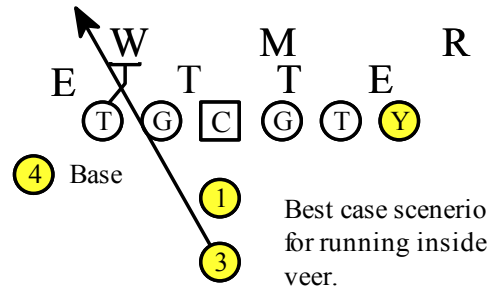 W M R
E T T E
T G C G T Y
4 Base
1
Best case scenerio
for running inside
3
veer.